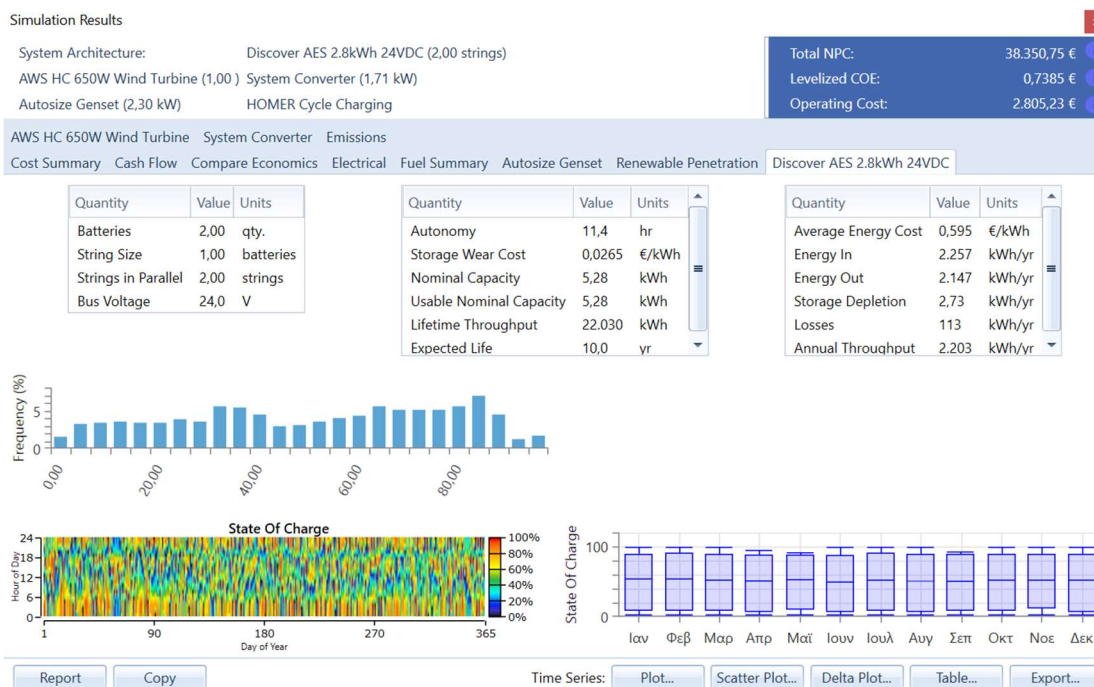 Simulation Results
System Architecture: Discover AES 2.8kWh 24VDC (2,00 strings)
AWS HC 650W Wind Turbine (1,00 ) System Converter (1,71 kW)
Autosize Genset (2,30 kW) HOMER Cycle Charging
Total NPC: 38.350,75 €
Levelized COE: 0,7385 €
Operating Cost: 2.805,23 €
AWS HC 650W Wind Turbine System Converter Emissions
Cost Summary Cash Flow Compare Economics Electrical Fuel Summary Autosize Genset Renewable Penetration Discover AES 2.8kWh 24VDC
Quantity Value Units
Batteries 2,00 qty.
String Size 1,00 batteries
Strings in Parallel 2,00 strings
Bus Voltage 24,0 V
Quantity Value Units
Autonomy 11,4 hr
Storage Wear Cost 0,0265 €/kWh
Nominal Capacity 5,28 kWh
Usable Nominal Capacity 5,28 kWh
Lifetime Throughput 22.030 kWh
Expected Life 10,0 yr
Quantity Value Units
Average Energy Cost 0,595 €/kWh
Energy In 2.257 kWh/yr
Energy Out 2.147 kWh/yr
Storage Depletion 2,73 kWh/yr
Losses 113 kWh/yr
Annual Throughput 2.203 kWh/yr
Frequency (%)
5
0
0,00 20,00 40,00 60,00 80,00
State Of Charge
Hour of Day
24
18
12
6
0
1 90 180 270 365
Day of Year
100%
80%
60%
40%
20%
0%
State Of Charge
100
0
Ιαν Φεβ Μαρ Απρ Μαϊ Ιουν Ιουλ Αυγ Σεπ Οκτ Νοε Δεκ
Report Copy Time Series: Plot... Scatter Plot... Delta Plot... Table... Export...